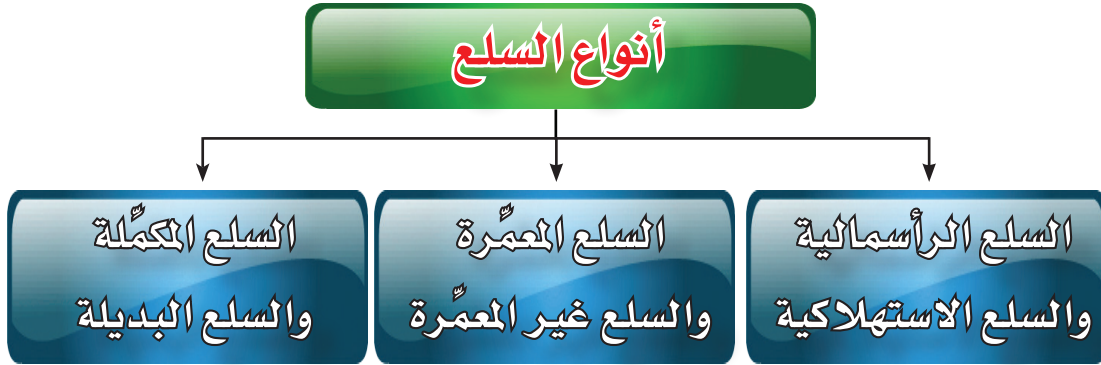 أنواع السلع
السلع الرأسمالية
والسلع الاستهلاكية
السلع المعمَّرة
والسلع غير المعمَّرة
السلع المكمَّلة
والسلع البديلة